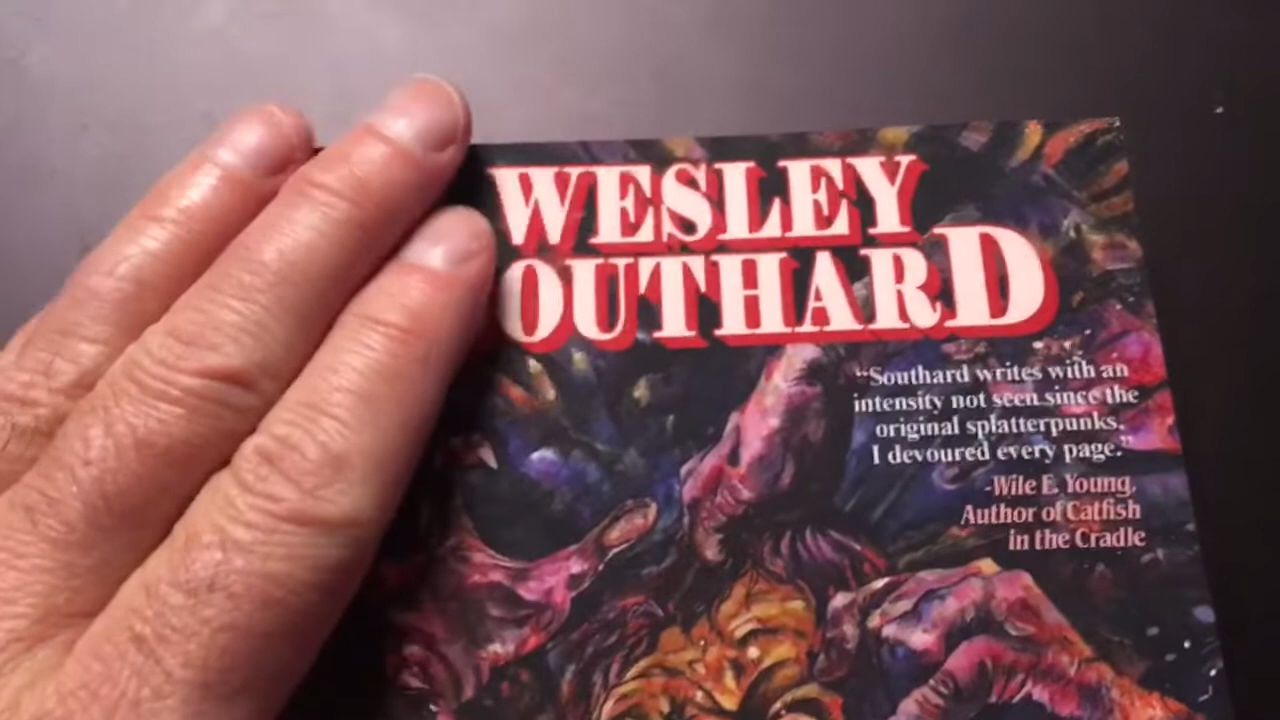 WESLEY
OUTHARD
“Southard writes with an
intensity not seen since the
original splatterpunks.
I devoured every page.”
-Wile E. Young,
Author of Catfish
in the Cradle